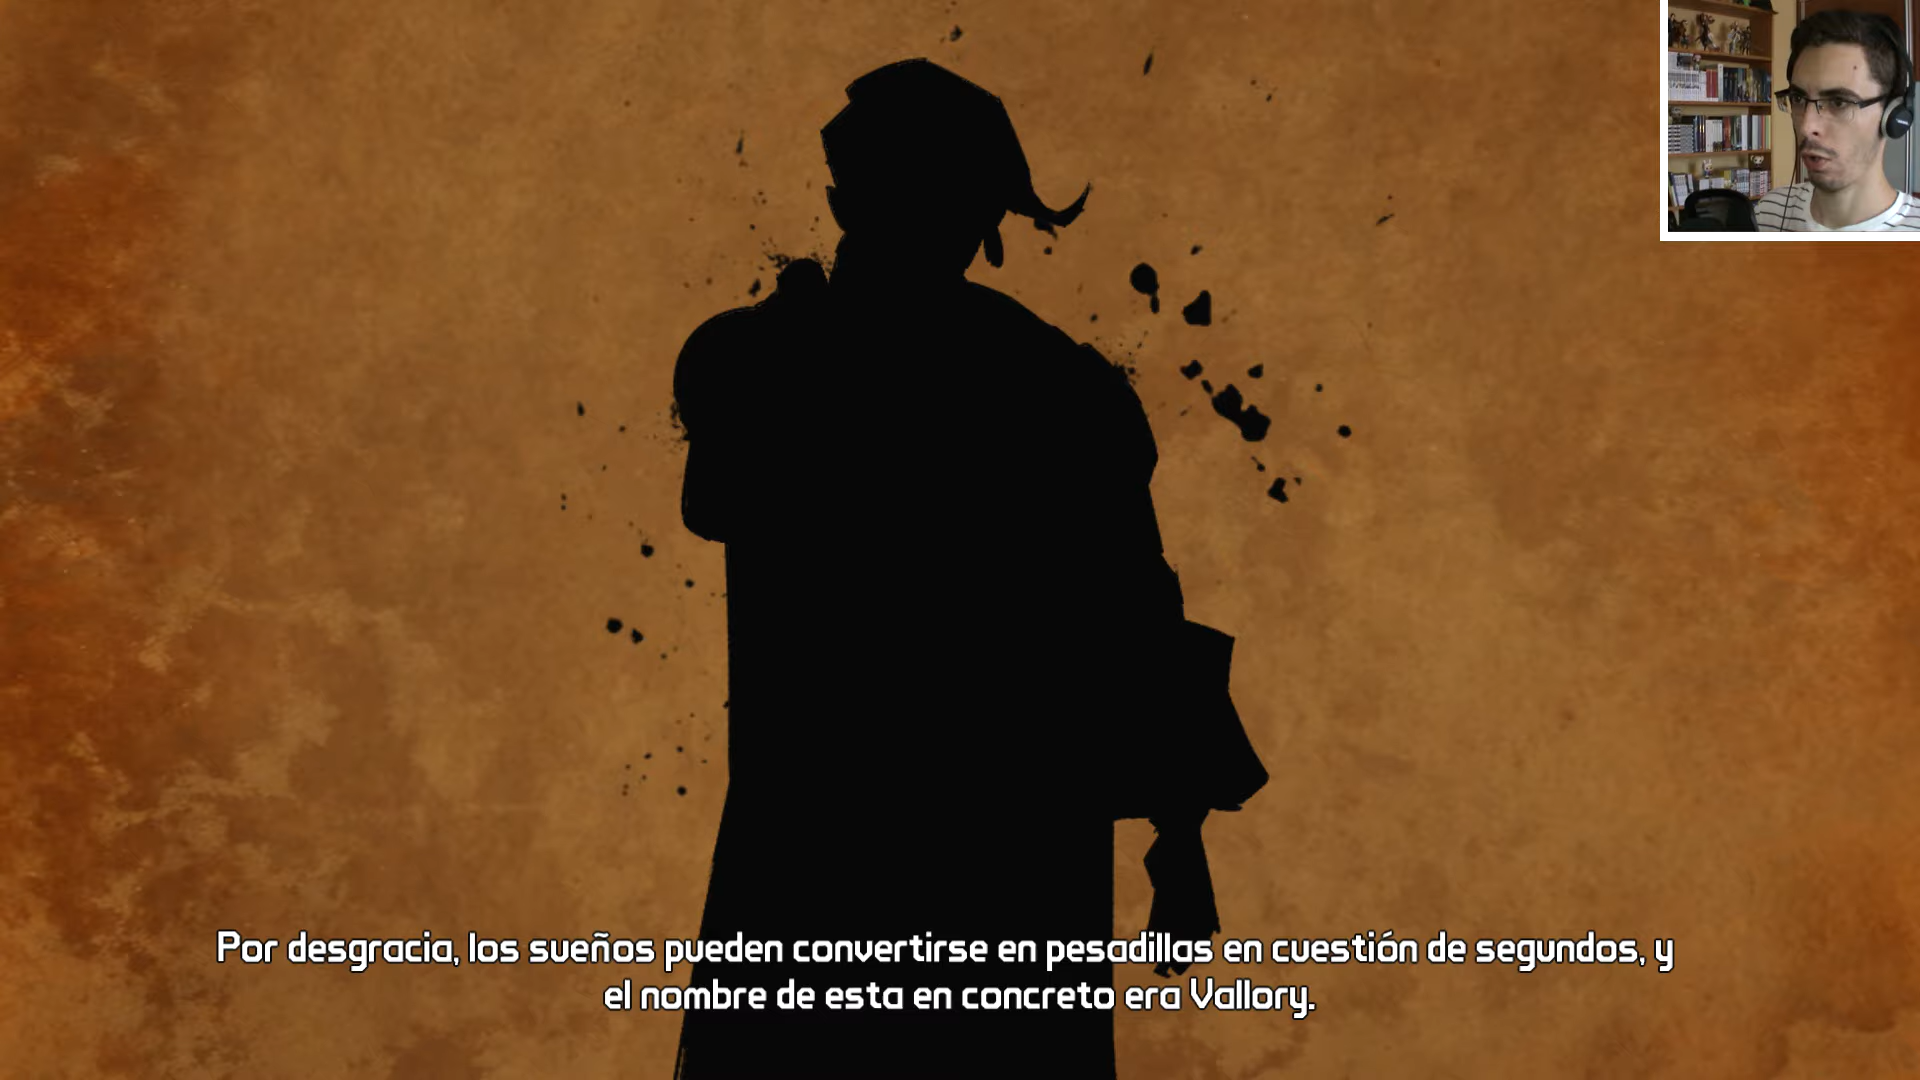 Por desgracia, los sueños pueden convertirse en pesadillas en cuestión de segundos, y
el nombre de esta en concreto era Vallory.